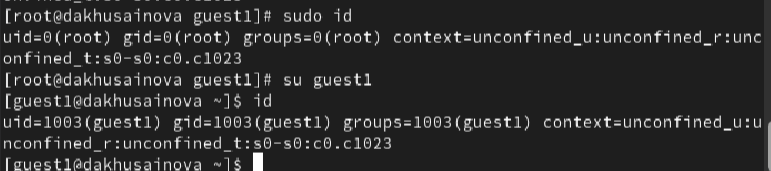 [root@dakhusainova guest1]# sudo id
uid=0(root) gid=0(root) groups=0(root) context=unconfined_u:unconfined_r:unc
onfined_t:s0-s0:c0.c1023
[root@dakhusainova guest1]# su guest1
[guest1@dakhusainova ~]$ id
uid=1003(guest1) gid=1003(guest1) groups=1003(guest1) context=unconfined_u:u
nconfined_r:unconfined_t:s0-s0:c0.c1023
[guest1@dakhusainova ~]$